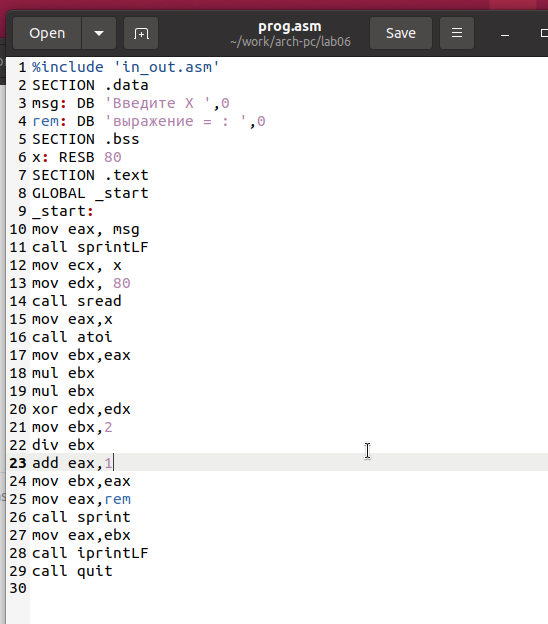 Open prog.asm Save
~/work/arch-pc/lab06
1 %include 'in_out.asm'
2 SECTION .data
3 msg: DB 'Введите X ',0
4 rem: DB 'выражение = : ',0
5 SECTION .bss
6 x: RESB 80
7 SECTION .text
8 GLOBAL _start
9 _start:
10 mov eax, msg
11 call sprintLF
12 mov ecx, x
13 mov edx, 80
14 call sread
15 mov eax,x
16 call atoi
17 mov ebx,eax
18 mul ebx
19 mul ebx
20 xor edx,edx
21 mov ebx,2
22 div ebx
23 add eax,1
24 mov ebx,eax
25 mov eax,rem
26 call sprint
27 mov eax,ebx
28 call iprintLF
29 call quit
30